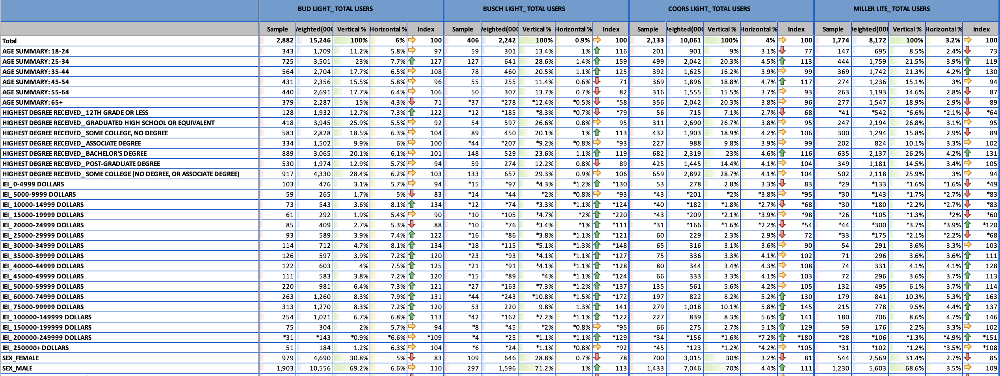 BUD LIGHT_ TOTAL USERS BUSCH LIGHT_ TOTAL USERS COORS LIGHT_ TOTAL USERS MILLER LITE_ TOTAL USERS
Sample Veighted(000 Vertical % Horizontal % Index Sample Veighted(000 Vertical % Horizontal % Index Sample Veighted(000 Vertical % Horizontal % Index Sample Veighted(000 Vertical % Horizontal % Index
Total 2,882 15,246 100% 6% 100 406 2,242 100% 0.9% 100 2,133 10,061 100% 4% 100 1,774 8,172 100% 3.2% 100
AGE SUMMARY: 18-24 343 1,709 11.2% 5.8% 97 59 301 13.4% 1% 116 201 901 9% 3.1% 77 147 695 8.5% 2.4% 73
AGE SUMMARY: 25-34 725 3,501 23% 7.7% 127 127 641 28.6% 1.4% 159 499 2,042 20.3% 4.5% 113 444 1,759 21.5% 3.9% 119
AGE SUMMARY: 35-44 564 2,704 17.7% 6.5% 108 78 460 20.5% 1.1% 125 392 1,625 16.2% 3.9% 99 369 1,742 21.3% 4.2% 130
AGE SUMMARY: 45-54 431 2,356 15.5% 5.8% 96 55 255 11.4% 0.6% 71 369 1,896 18.8% 4.7% 117 274 1,236 15.1% 3% 94
AGE SUMMARY: 55-64 440 2,691 17.7% 6.4% 106 50 307 13.7% 0.7% 82 316 1,555 15.5% 3.7% 93 263 1,193 14.6% 2.8% 87
AGE SUMMARY: 65+ 379 2,287 15% 4.3% 71 *37 *278 *12.4% *0.5% *58 356 2,042 20.3% 3.8% 96 277 1,547 18.9% 2.9% 89
HIGHEST DEGREE RECEIVED_ 12TH GRADE OR LESS 128 1,932 12.7% 7.3% 122 *12 *185 *8.3% *0.7% *79 56 715 7.1% 2.7% 68 *41 *542 *6.6% *2.1% *64
HIGHEST DEGREE RECEIVED_ GRADUATED HIGH SCHOOL OR EQUIVALENT 418 3,945 25.9% 5.5% 92 54 597 26.6% 0.8% 95 311 2,690 26.7% 3.8% 95 247 2,194 26.8% 3.1% 95
HIGHEST DEGREE RECEIVED_ SOME COLLEGE, NO DEGREE 583 2,828 18.5% 6.3% 104 89 450 20.1% 1% 113 432 1,903 18.9% 4.2% 106 300 1,294 15.8% 2.9% 89
HIGHEST DEGREE RECEIVED_ ASSOCIATE DEGREE 334 1,502 9.9% 6% 100 *44 *207 *9.2% *0.8% *93 227 988 9.8% 3.9% 99 202 824 10.1% 3.3% 102
HIGHEST DEGREE RECEIVED_ BACHELOR'S DEGREE 889 3,065 20.1% 6.1% 101 148 529 23.6% 1.1% 119 682 2,319 23% 4.6% 116 635 2,137 26.2% 4.2% 131
HIGHEST DEGREE RECEIVED_ POST-GRADUATE DEGREE 530 1,974 12.9% 5.7% 94 59 274 12.2% 0.8% 89 425 1,445 14.4% 4.1% 104 349 1,181 14.5% 3.4% 105
HIGHEST DEGREE RECEIVED_ SOME COLLEGE (NO DEGREE, OR ASSOCIATE DEGREE) 917 4,330 28.4% 6.2% 103 133 657 29.3% 0.9% 106 659 2,892 28.7% 4.1% 104 502 2,118 25.9% 3% 94
IEI_ 0-4999 DOLLARS 103 476 3.1% 5.7% 94 *15 *97 *4.3% *1.2% *130 53 278 2.8% 3.3% 83 *29 *133 *1.6% *1.6% *49
IEI_ 5000-9999 DOLLARS 59 265 1.7% 5% 83 *14 *44 *2% *0.8% *93 *43 *201 *2% *3.8% *95 *30 *143 *1.7% *2.7% *83
IEI_ 10000-14999 DOLLARS 73 543 3.6% 8.1% 134 *12 *74 *3.3% *1.1% *124 *40 *182 *1.8% *2.7% *68 *30 *180 *2.2% *2.7% *83
IEI_ 15000-19999 DOLLARS 61 292 1.9% 5.4% 90 *10 *105 *4.7% *2% *220 *43 *209 *2.1% *3.9% *98 *26 *105 *1.3% *2% *60
IEI_ 20000-24999 DOLLARS 85 409 2.7% 5.3% 88 *10 *76 *3.4% *1% *111 *31 *166 *1.6% *2.2% *54 *44 *300 *3.7% *3.9% *120
IEI_ 25000-29999 DOLLARS 93 589 3.9% 7.4% 122 *16 *86 *3.8% *1.1% *121 60 229 2.3% 2.9% 72 *33 *175 *2.1% *2.2% *68
IEI_ 30000-34999 DOLLARS 114 712 4.7% 8.1% 134 *18 *115 *5.1% *1.3% *148 65 316 3.1% 3.6% 90 54 291 3.6% 3.3% 103
IEI_ 35000-39999 DOLLARS 126 597 3.9% 7.2% 120 *23 *93 *4.1% *1.1% *127 75 336 3.3% 4.1% 102 71 296 3.6% 3.6% 111
IEI_ 40000-44999 DOLLARS 122 603 4% 7.5% 125 *21 *91 *4.1% *1.1% *128 80 344 3.4% 4.3% 108 74 331 4.1% 4.1% 128
IEI_ 45000-49999 DOLLARS 111 583 3.8% 7.2% 120 *15 *89 *4% *1.1% *124 66 333 3.3% 4.1% 103 72 296 3.6% 3.7% 113
IEI_ 50000-59999 DOLLARS 220 981 6.4% 7.3% 121 *27 *163 *7.3% *1.2% *137 135 561 5.6% 4.2% 105 132 495 6.1% 3.7% 114
IEI_ 60000-74999 DOLLARS 263 1,260 8.3% 7.9% 131 *44 *243 *10.8% *1.5% *172 197 822 8.2% 5.2% 130 179 841 10.3% 5.3% 163
IEI_ 75000-99999 DOLLARS 313 1,270 8.3% 7.2% 120 53 220 9.8% 1.3% 141 279 1,018 10.1% 5.8% 145 215 778 9.5% 4.4% 137
IEI_ 100000-149999 DOLLARS 254 1,021 6.7% 6.8% 113 *42 *162 *7.2% *1.1% *122 227 839 8.3% 5.6% 141 180 706 8.6% 4.7% 146
IEI_ 150000-199999 DOLLARS 75 304 2% 5.7% 94 *8 *45 *2% *0.8% *95 66 275 2.7% 5.1% 129 59 176 2.2% 3.3% 102
IEI_ 200000-249999 DOLLARS *31 *143 *0.9% *6.6% *109 *4 *25 *1.1% *1.1% *129 *34 *156 *1.6% *7.2% *180 *28 *106 *1.3% *4.9% *151
IEI_ 250000+ DOLLARS 51 184 1.2% 6.3% 104 *6 *24 *1.1% *0.8% *92 *45 *123 *1.2% *4.2% *105 *31 *102 *1.2% *3.5% *108
SEX_FEMALE 979 4,690 30.8% 5% 83 109 646 28.8% 0.7% 78 700 3,015 30% 3.2% 81 544 2,569 31.4% 2.7% 85
SEX_MALE 1,903 10,556 69.2% 6.6% 110 297 1,596 71.2% 1% 113 1,433 7,046 70% 4.4% 111 1,230 5,603 68.6% 3.5% 109